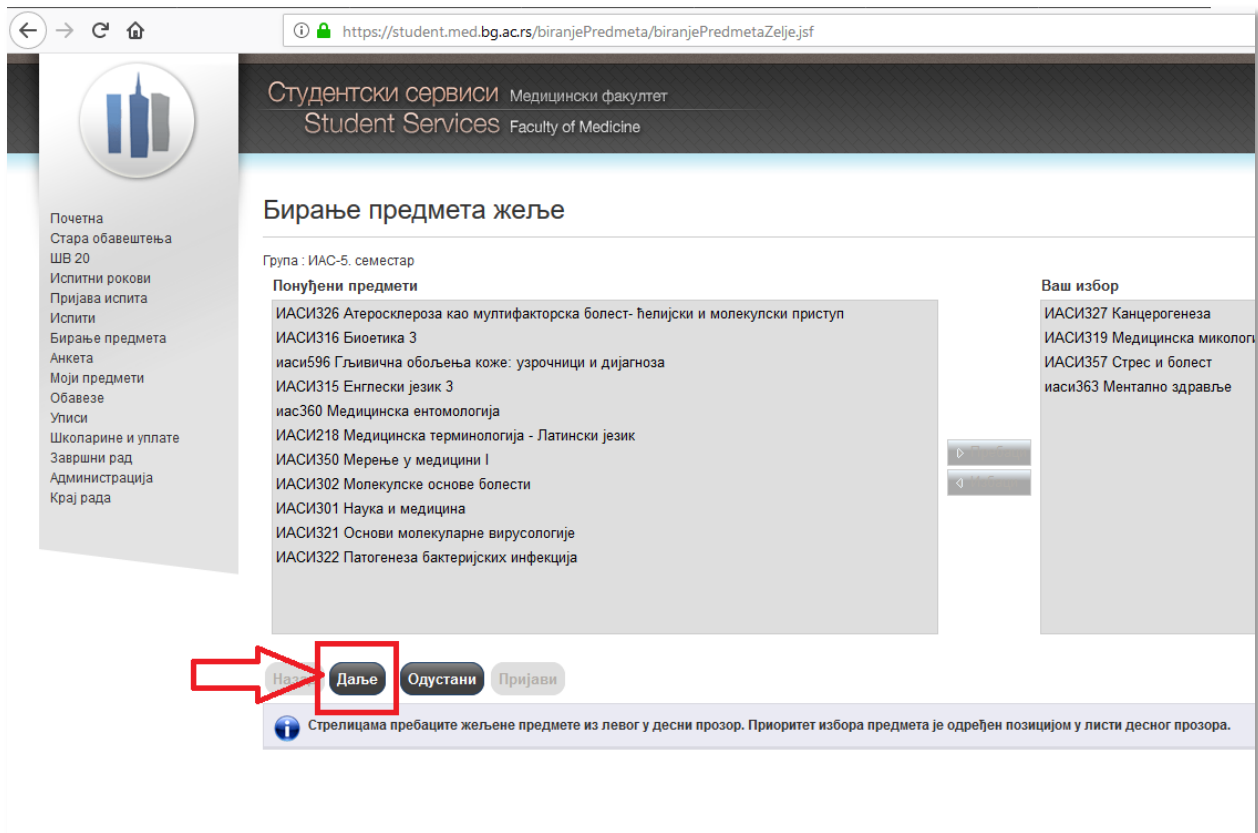 https://student.med.bg.ac.rs/biranjePredmeta/biranjePredmetaZelje.jsf
Студентски сервиси Медицински факултет
Student Services Faculty of Medicine
Почетна
Стара обавештења
ШВ 20
Испитни рокови
Пријава испита
Испити
Бирање предмета
Анкета
Моји предмети
Обавезе
Уписи
Школарине и уплате
Завршни рад
Администрација
Крај рада
Бирање предмета жеље
Група : ИАС-5. семестар
Понуђени предмети
ИАСИ326 Атеросклероза као мултифакторска болест- ћелијски и молекулски приступ
ИАСИ316 Биоетика 3
иаси596 Гљивична обољења коже: узрочници и дијагноза
ИАСИ315 Енглески језик 3
иас360 Медицинска ентомологија
ИАСИ218 Медицинска терминологија - Латински језик
ИАСИ350 Мерење у медицини I
ИАСИ302 Молекулске основе болести
ИАСИ301 Наука и медицина
ИАСИ321 Основи молекуларне вирусологије
ИАСИ322 Патогенеза бактеријских инфекција
Ваш избор
ИАСИ327 Канцерогенеза
ИАСИ319 Медицинска микологи
ИАСИ357 Стрес и болест
иаси363 Ментално здравље
Даље Одустани Пријави
Стрелицама пребаците жељене предмете из левог у десни прозор. Приоритет избора предмета је одређен позицијом у листи десног прозора.